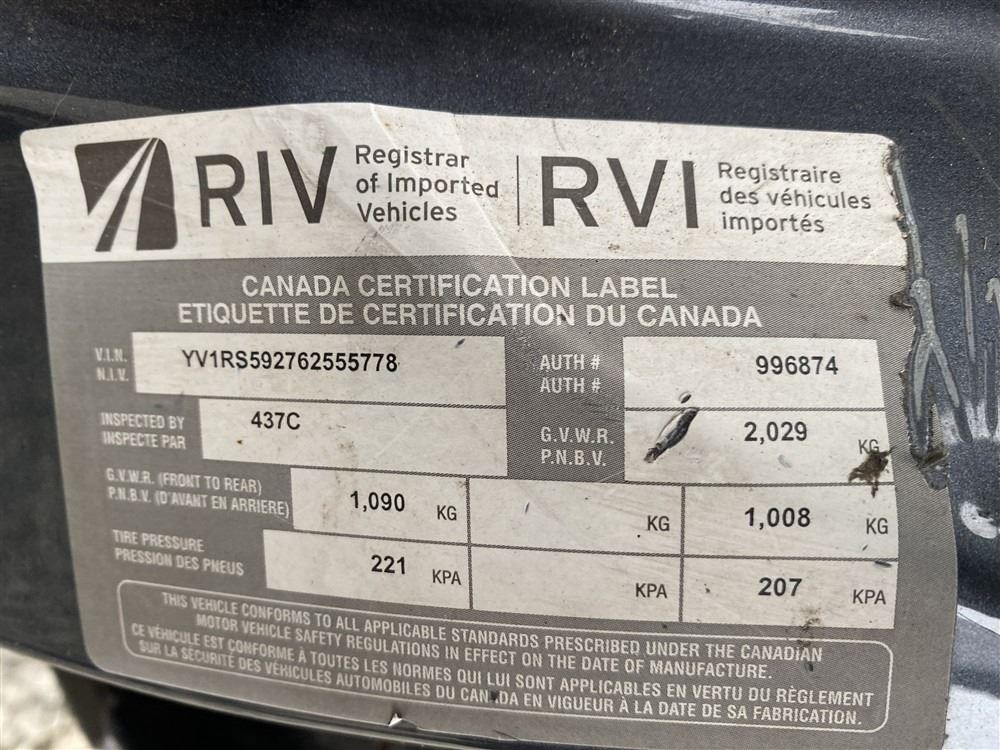 RIV Registrar of Imported Vehicles | RVI Registraire des véhicules importés
CANADA CERTIFICATION LABEL
ETIQUETTE DE CERTIFICATION DU CANADA
V.I.N.
N.I.V.
YV1RS592762555778
AUTH #
AUTH #
996874
INSPECTED BY
INSPECTE PAR
437C
G.V.W.R.
P.N.B.V.
2,029 KG
G.V.W.R. (FRONT TO REAR)
P.N.B.V. (D'AVANT EN ARRIERE)
1,090 KG
KG
1,008 KG
TIRE PRESSURE
PRESSION DES PNEUS
221 KPA
KPA
207 KPA
THIS VEHICLE CONFORMS TO ALL APPLICABLE STANDARDS PRESCRIBED UNDER THE CANADIAN
MOTOR VEHICLE SAFETY REGULATIONS IN EFFECT ON THE DATE OF MANUFACTURE.
CE VÉHICULE EST CONFORME À TOUTES LES NORMES QUI LUI SONT APPLICABLES EN VERTU DU RÈGLEMENT
SUR LA SÉCURITÉ DES VÉHICULES AUTOMOBILES DU CANADA EN VIGUEUR À LA DATE DE SA FABRICATION.